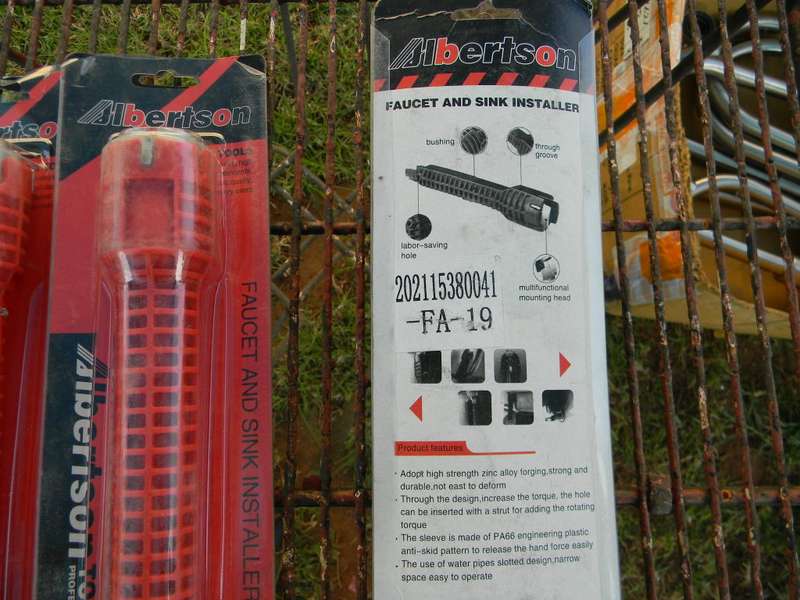 Albertson
FAUCET AND SINK INSTALLER
bushing
through
groove
labor-saving
hole
multifunctional
mounting head
202115380041
-FA-19
Product features
· Adopt high strength zinc alloy forging,strong and
durable,not east to deform
· Through the design,increase the torque, the hole
can be inserted with a strut for adding the rotating
torque
· The sleeve is made of PA66 engineering plastic
anti-skid pattern to release the hand force easily
· The use of water pipes slotted design,narrow
space easy to operate
Albertson
FAUCET AND SINK INSTALLER
Albertson
rtso